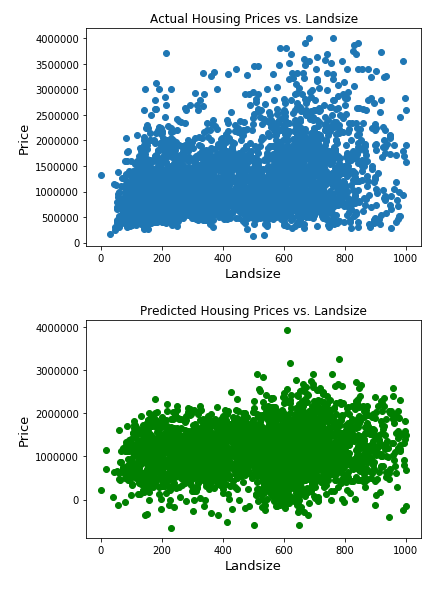 Actual Housing Prices vs. Landsize
4000000
3500000
3000000
2500000
2000000
1500000
1000000
500000
0
Price
0 200 400 600 800 1000
Landsize
Predicted Housing Prices vs. Landsize
4000000
3000000
2000000
1000000
0
Price
0 200 400 600 800 1000
Landsize